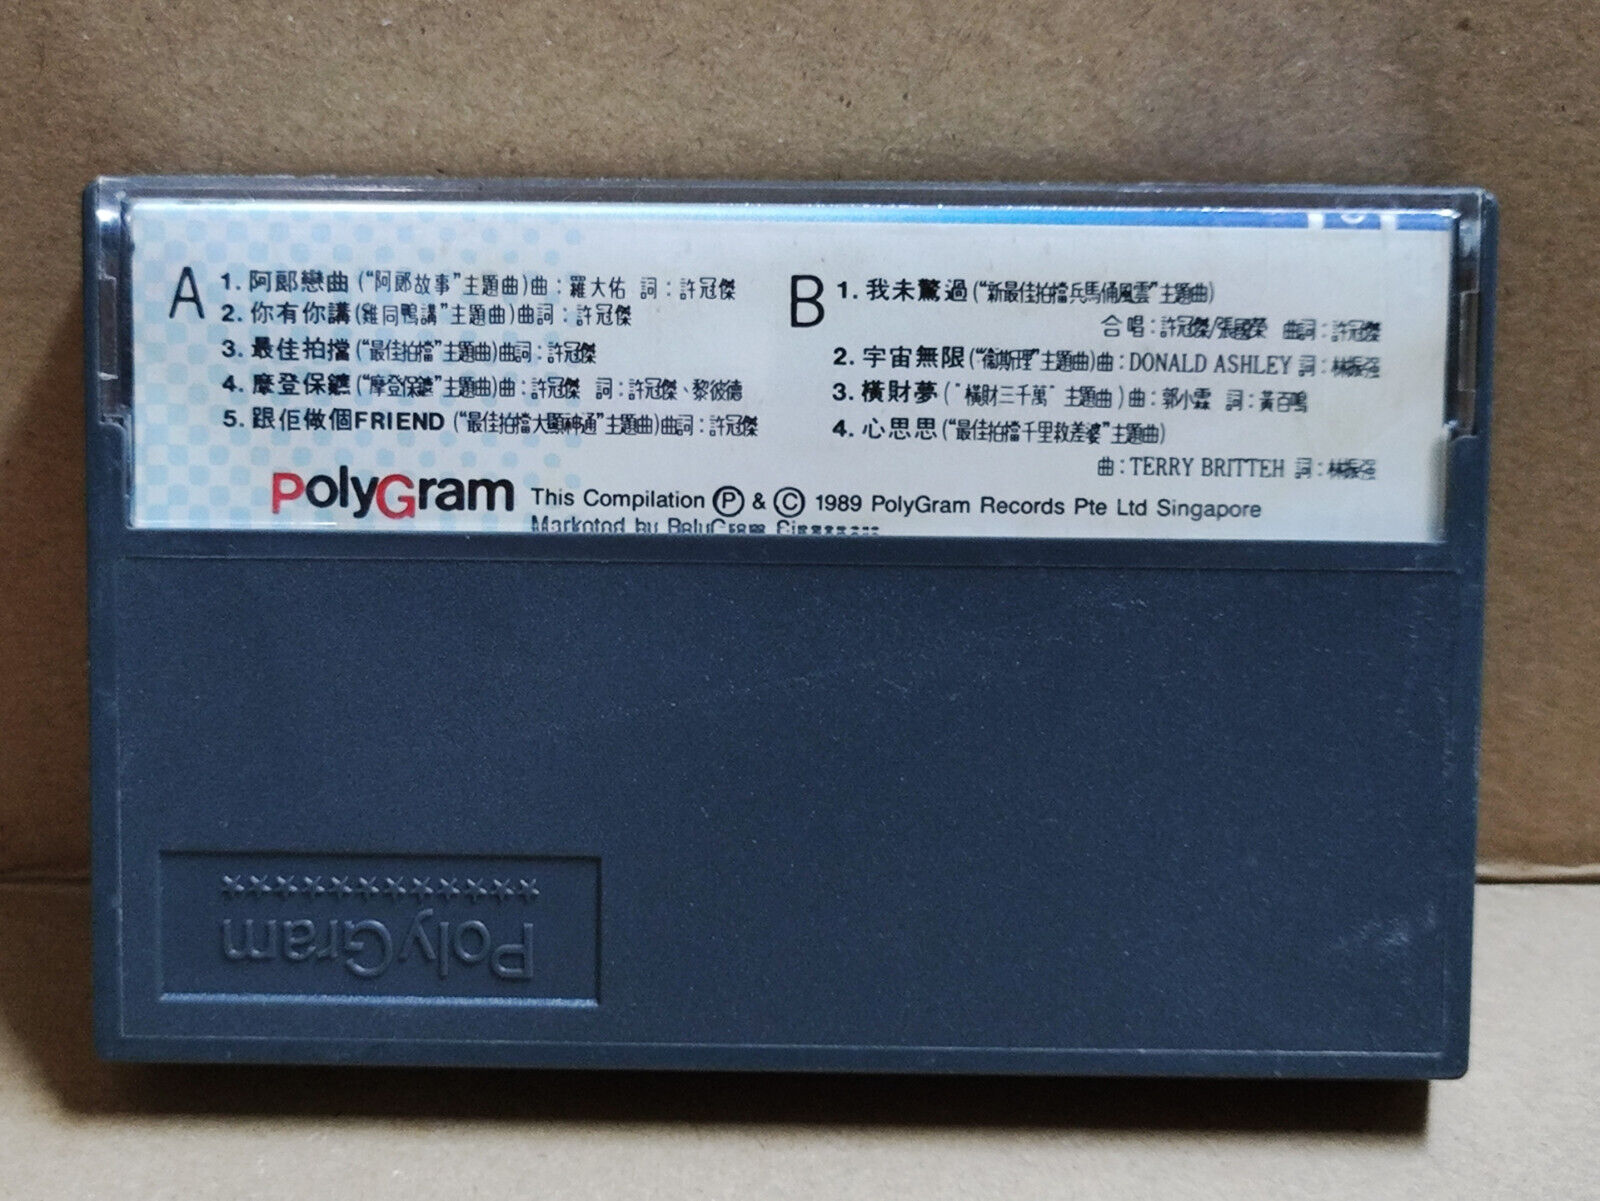 A
1. 阿郎戀曲 (“阿郎故事”主題曲) 曲：羅大佑 詞：許冠傑
2. 你有你講 (雞同鴨講”主題曲) 曲詞：許冠傑
3. 最佳拍檔 (“最佳拍檔”主題曲) 曲詞：許冠傑
4. 摩登保鑣 (“摩登保鑣”主題曲) 曲：許冠傑 詞：許冠傑、黎彼德
5. 跟佢做個FRIEND (“最佳拍檔大顯神通”主題曲) 曲詞：許冠傑
B
1. 我未驚過 (“新最佳拍檔兵馬俑風雲”主題曲)
合唱：許冠傑/張國榮 曲詞：許冠傑
2. 宇宙無限 (“衛斯理”主題曲) 曲：DONALD ASHLEY 詞：林振强
3. 橫財夢 (“橫財三千萬”主題曲) 曲：郭小霖 詞：黃百鳴
4. 心思思 (“最佳拍檔千里救差婆”主題曲)
曲：TERRY BRITTEH 詞：林振强
PolyGram This Compilation Ⓟ & © 1989 PolyGram Records Pte Ltd Singapore
Marketed by PolyGram
PolyGram